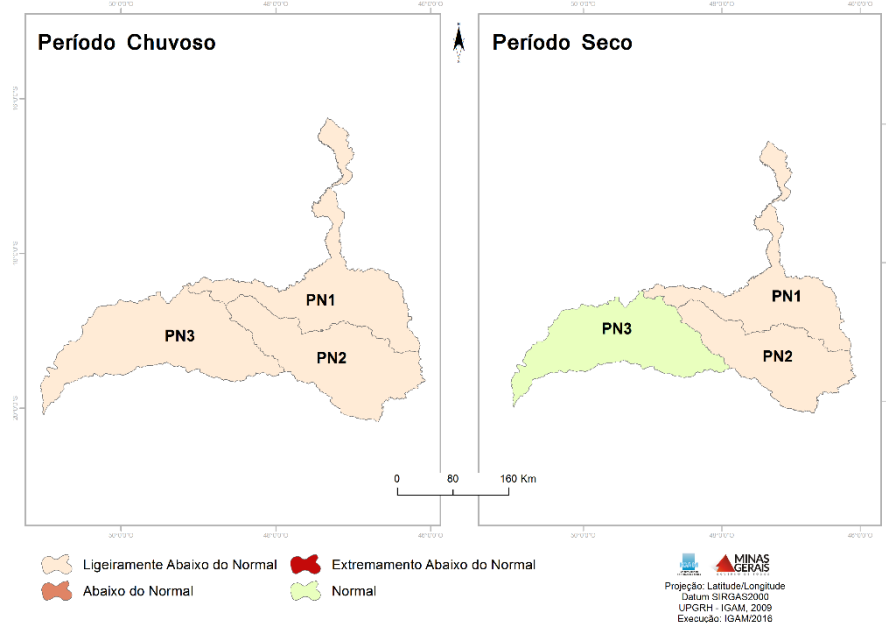 Período Chuvoso
Período Seco
PN1
PN3
PN2
PN1
PN3
PN2
0 80 160 Km
Ligeiramente Abaixo do Normal
Extremamento Abaixo do Normal
Abaixo do Normal
Normal
IGAM
MINAS GERAIS
Projeção: Latitude/Longitude
Datum SIRGAS2000
UPGRH - IGAM, 2009
Execução: IGAM/2016